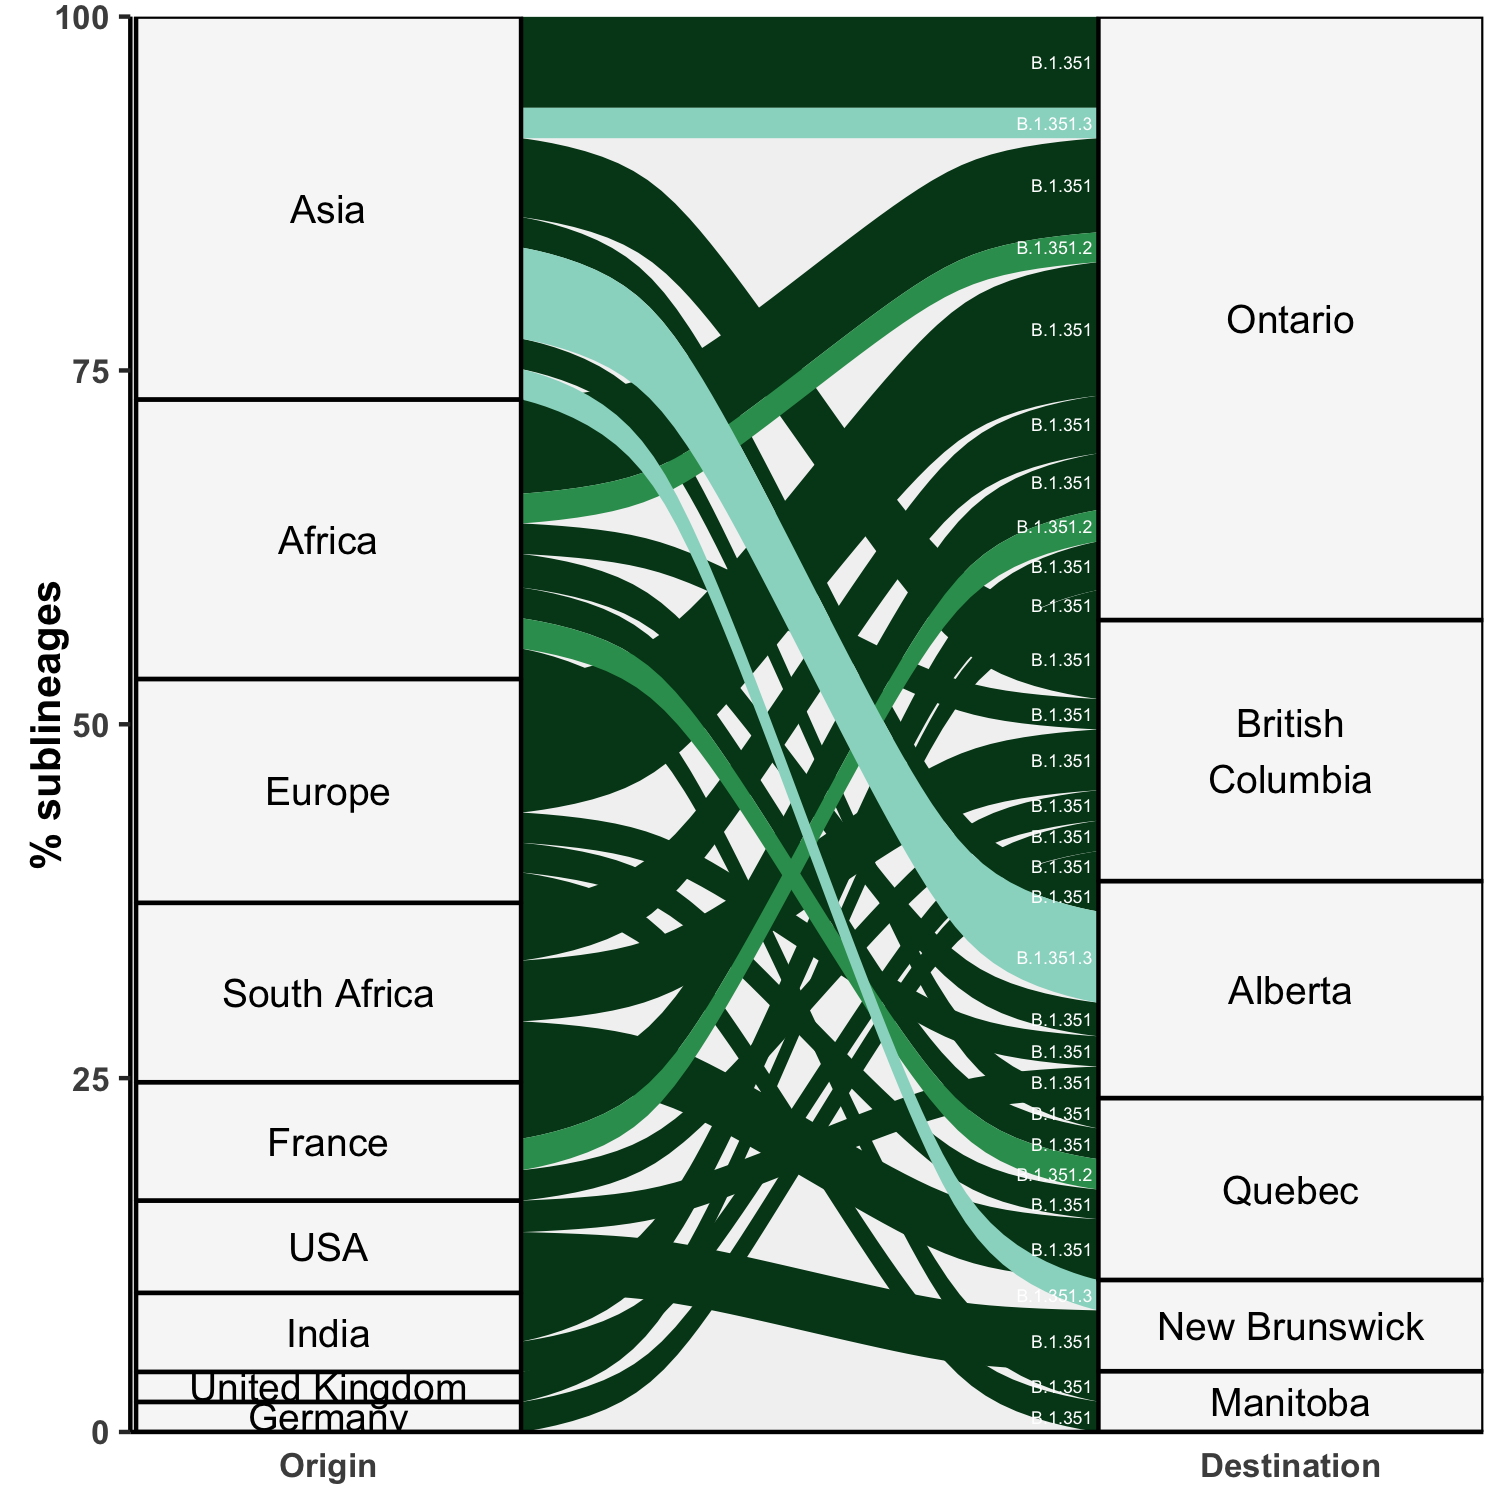 100
75
50
25
0
% sublineages
Asia
Africa
Europe
South Africa
France
USA
India
United Kingdom
Germany
B.1.351
B.1.351.3
B.1.351
B.1.351.2
B.1.351
B.1.351
B.1.351
B.1.351.2
B.1.351
B.1.351
B.1.351
B.1.351
B.1.351
B.1.351
B.1.351
B.1.351
B.1.351
B.1.351.3
B.1.351
B.1.351
B.1.351
B.1.351
B.1.351
B.1.351.2
B.1.351
B.1.351
B.1.351.3
B.1.351
B.1.351
B.1.351
Ontario
British
Columbia
Alberta
Quebec
New Brunswick
Manitoba
Origin
Destination